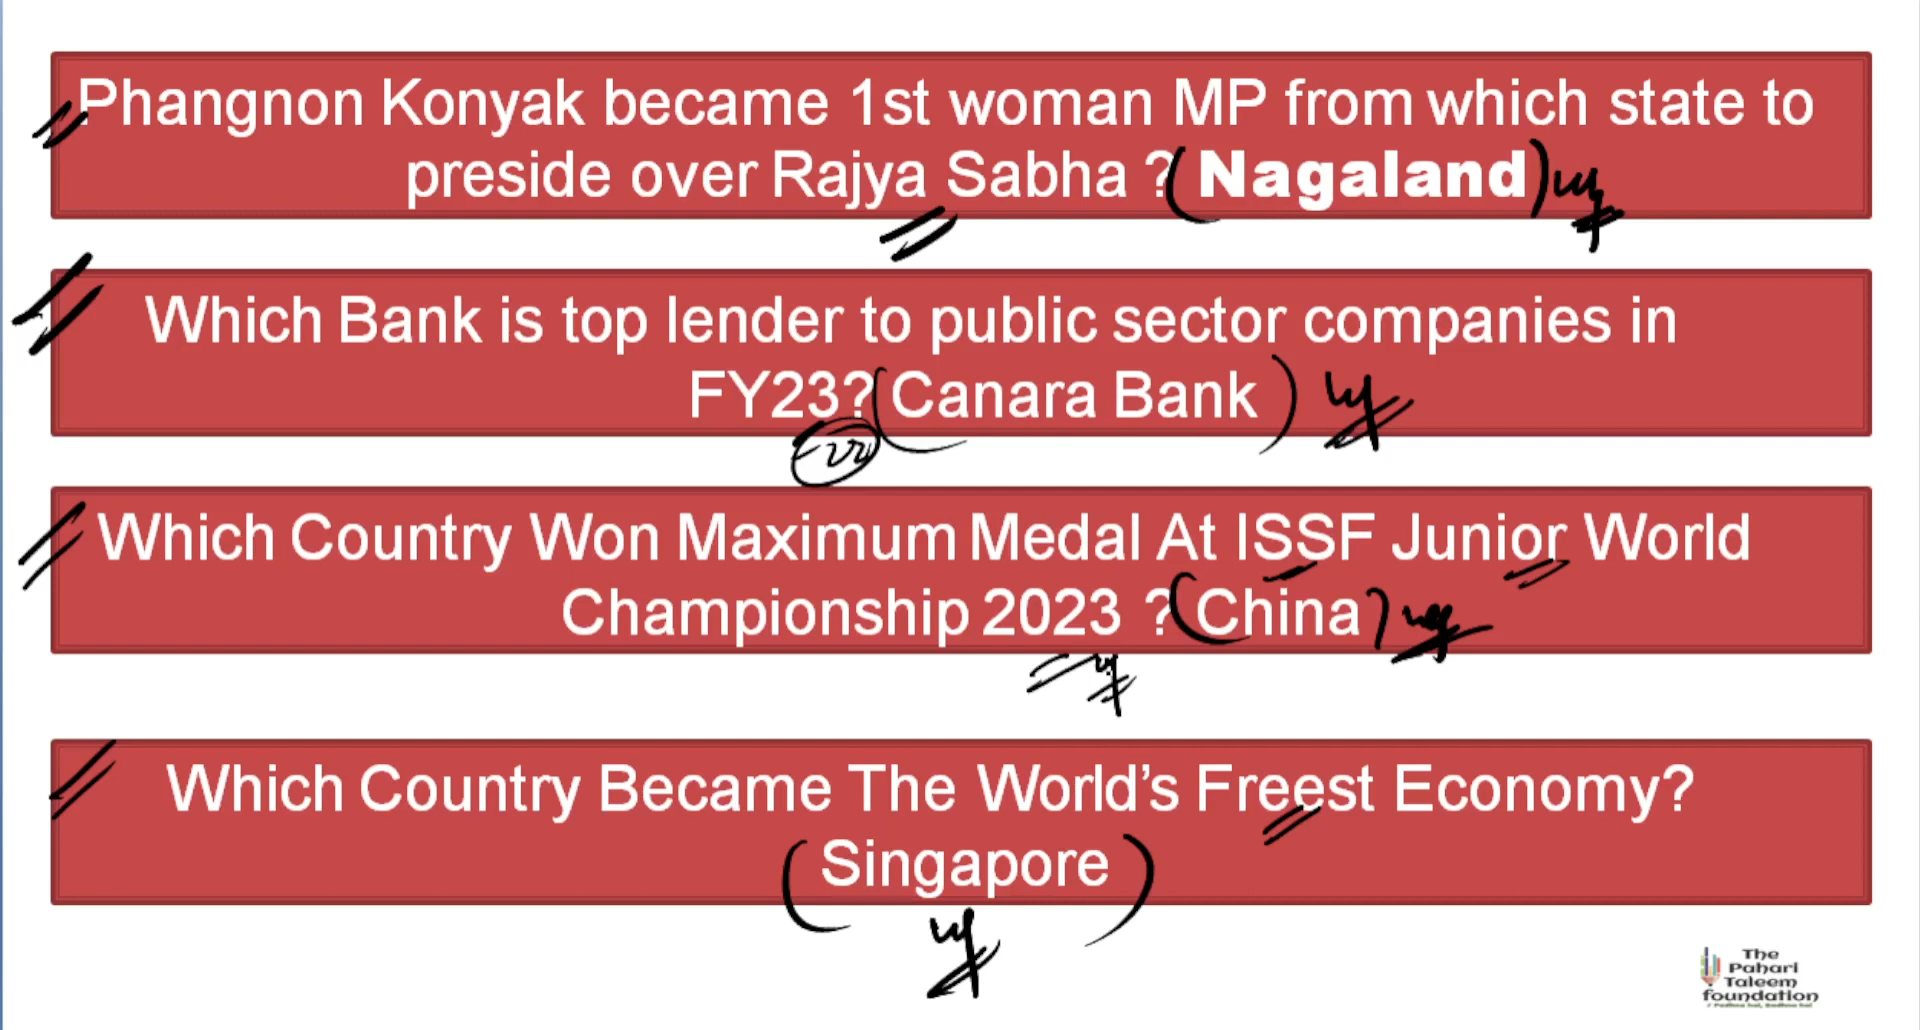 Phangnon Konyak became 1st woman MP from which state to
preside over Rajya Sabha ? (Nagaland)
Which Bank is top lender to public sector companies in
FY23? (Canara Bank)
Which Country Won Maximum Medal At ISSF Junior World
Championship 2023 ? (China)
Which Country Became The World’s Freest Economy?
(Singapore)
The
Pahari
Taleem
foundation